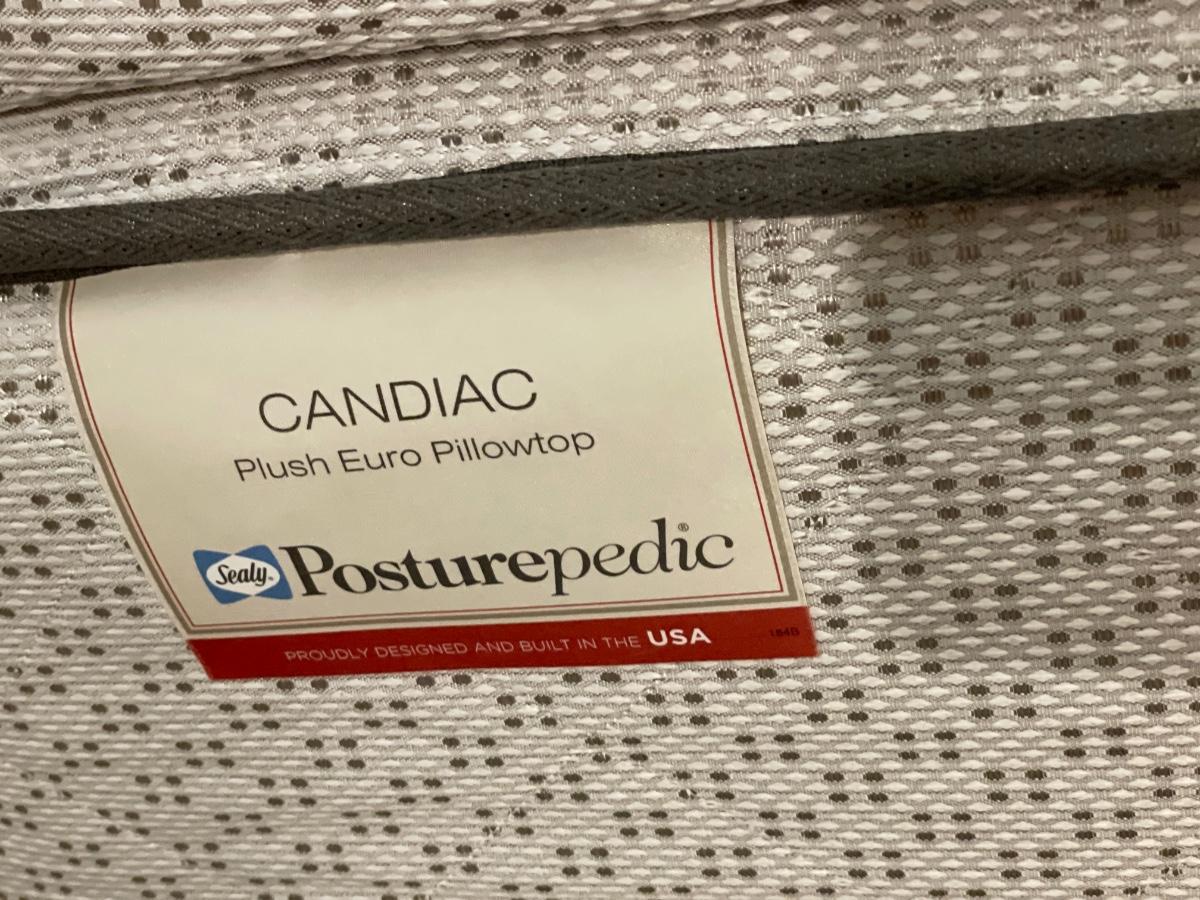 CANDIAC
Plush Euro Pillowtop
Sealy® Posturepedic®
PROUDLY DESIGNED AND BUILT IN THE USA